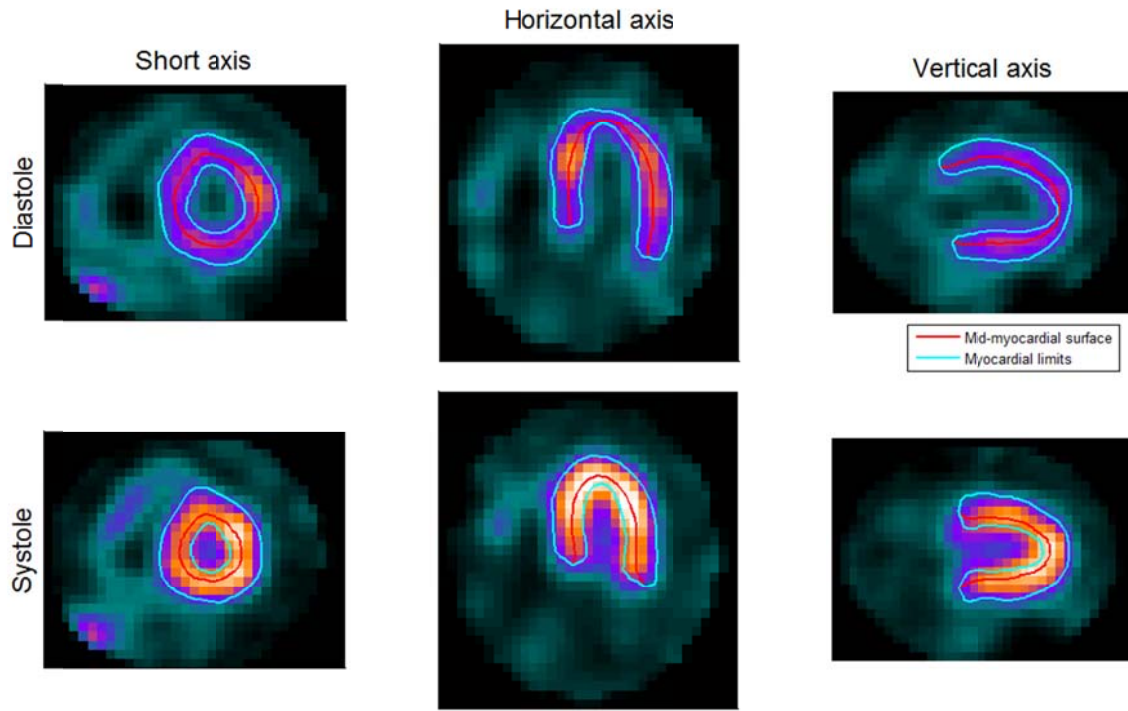 Horizontal axis
Short axis
Vertical axis
Diastole
Mid-myocardial surface
Myocardial limits
Systole